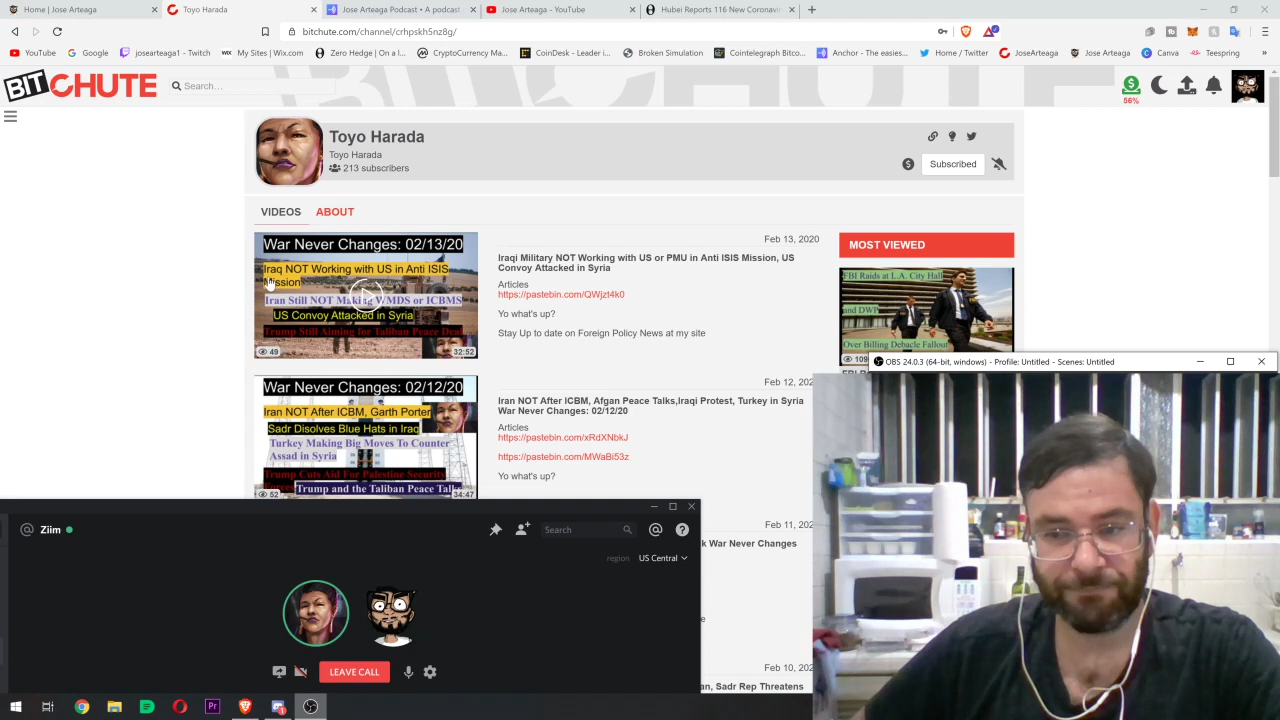 Home | Jose Arteaga
Toyo Harada
Jose Arteaga Podcast • A podcast
Jose Arteaga - YouTube
Hubei Reports 116 New Coronavir
bitchute.com/channel/crhpskh5nz8g/
YouTube
Google
josearteaga1 - Twitch
WIX My Sites | Wix.com
Zero Hedge | On a l...
CryptoCurrency Ma...
CoinDesk – Leader i...
Broken Simulation
Cointelegraph Bitco...
Anchor - The easies...
Home / Twitter
JoseArteaga
Jose Arteaga
Canva
Teespring
BITCHUTE
Search...
56%
Toyo Harada
Toyo Harada
213 subscribers
Subscribed
VIDEOS
ABOUT
War Never Changes: 02/13/20
Iraq NOT Working with US in Anti ISIS
Mission
Iran Still NOT Making WMDS or ICBMS
US Convoy Attacked in Syria
Trump Still Aiming for Taliban Peace Deal
49
32:52
Feb 13, 2020
Iraqi Military NOT Working with US or PMU in Anti ISIS Mission, US
Convoy Attacked in Syria
Articles
https://pastebin.com/QWjzt4k0
Yo what's up?
Stay Up to date on Foreign Policy News at my site
MOST VIEWED
FBI Raids at L.A. City Hall
and DWP
Over Billing Debacle Fallout
109
War Never Changes: 02/12/20
Iran NOT After ICBM, Garth Porter
Sadr Disolves Blue Hats in Iraq
Turkey Making Big Moves To Counter
Assad in Syria
Trump Cuts Aid For Palestine Security
Trump and the Taliban Peace Tal
52
34:47
Feb 12, 202
Iran NOT After ICBM, Afgan Peace Talks,Iraqi Protest, Turkey in Syria
War Never Changes: 02/12/20
Articles
https://pastebin.com/xRdXNbkJ
https://pastebin.com/MWaBi53z
Yo what's up?
OBS 24.0.3 (64-bit, windows) - Profile: Untitled - Scenes: Untitled
Feb 11, 202
k War Never Changes
e
Feb 10, 202
an, Sadr Rep Threatens
@ Ziim
Search
region US Central
LEAVE CALL